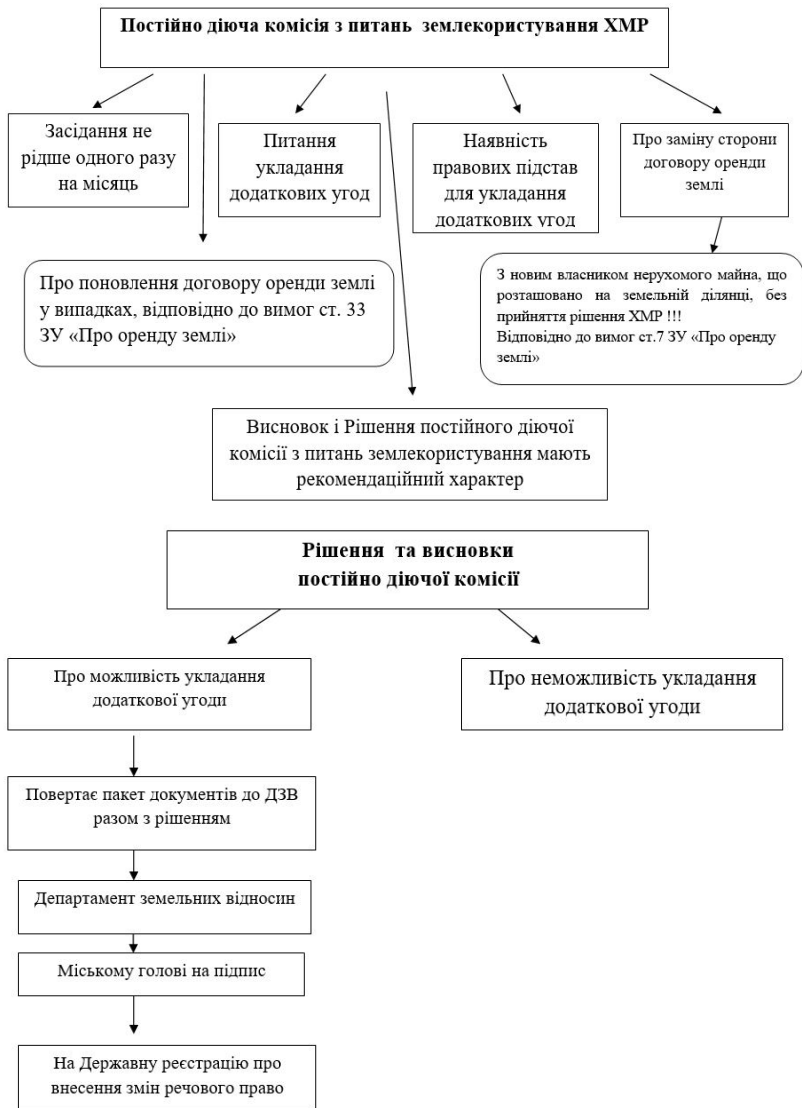 Постійно діюча комісія з питань землекористування ХМР
Засідання не
рідше одного разу
на місяць
Питання
укладання
додаткових угод
Наявність
правових підстав
для укладання
додаткових угод
Про заміну сторони
договору оренди
землі
Про поновлення договору оренди землі
у випадках, відповідно до вимог ст. 33
ЗУ «Про оренду землі»
З новим власником нерухомого майна, що
розташовано на земельній ділянці, без
прийняття рішення ХМР !!!
Відповідно до вимог ст.7 ЗУ «Про оренду
землі»
Висновок і Рішення постійного діючої
комісії з питань землекористування мають
рекомендаційний характер
Рішення та висновки
постійно діючої комісії
Про можливість укладання
додаткової угоди
Про неможливість укладання
додаткової угоди
Повертає пакет документів до ДЗВ
разом з рішенням
Департамент земельних відносин
Міському голові на підпис
На Державну реєстрацію про
внесення змін речового право